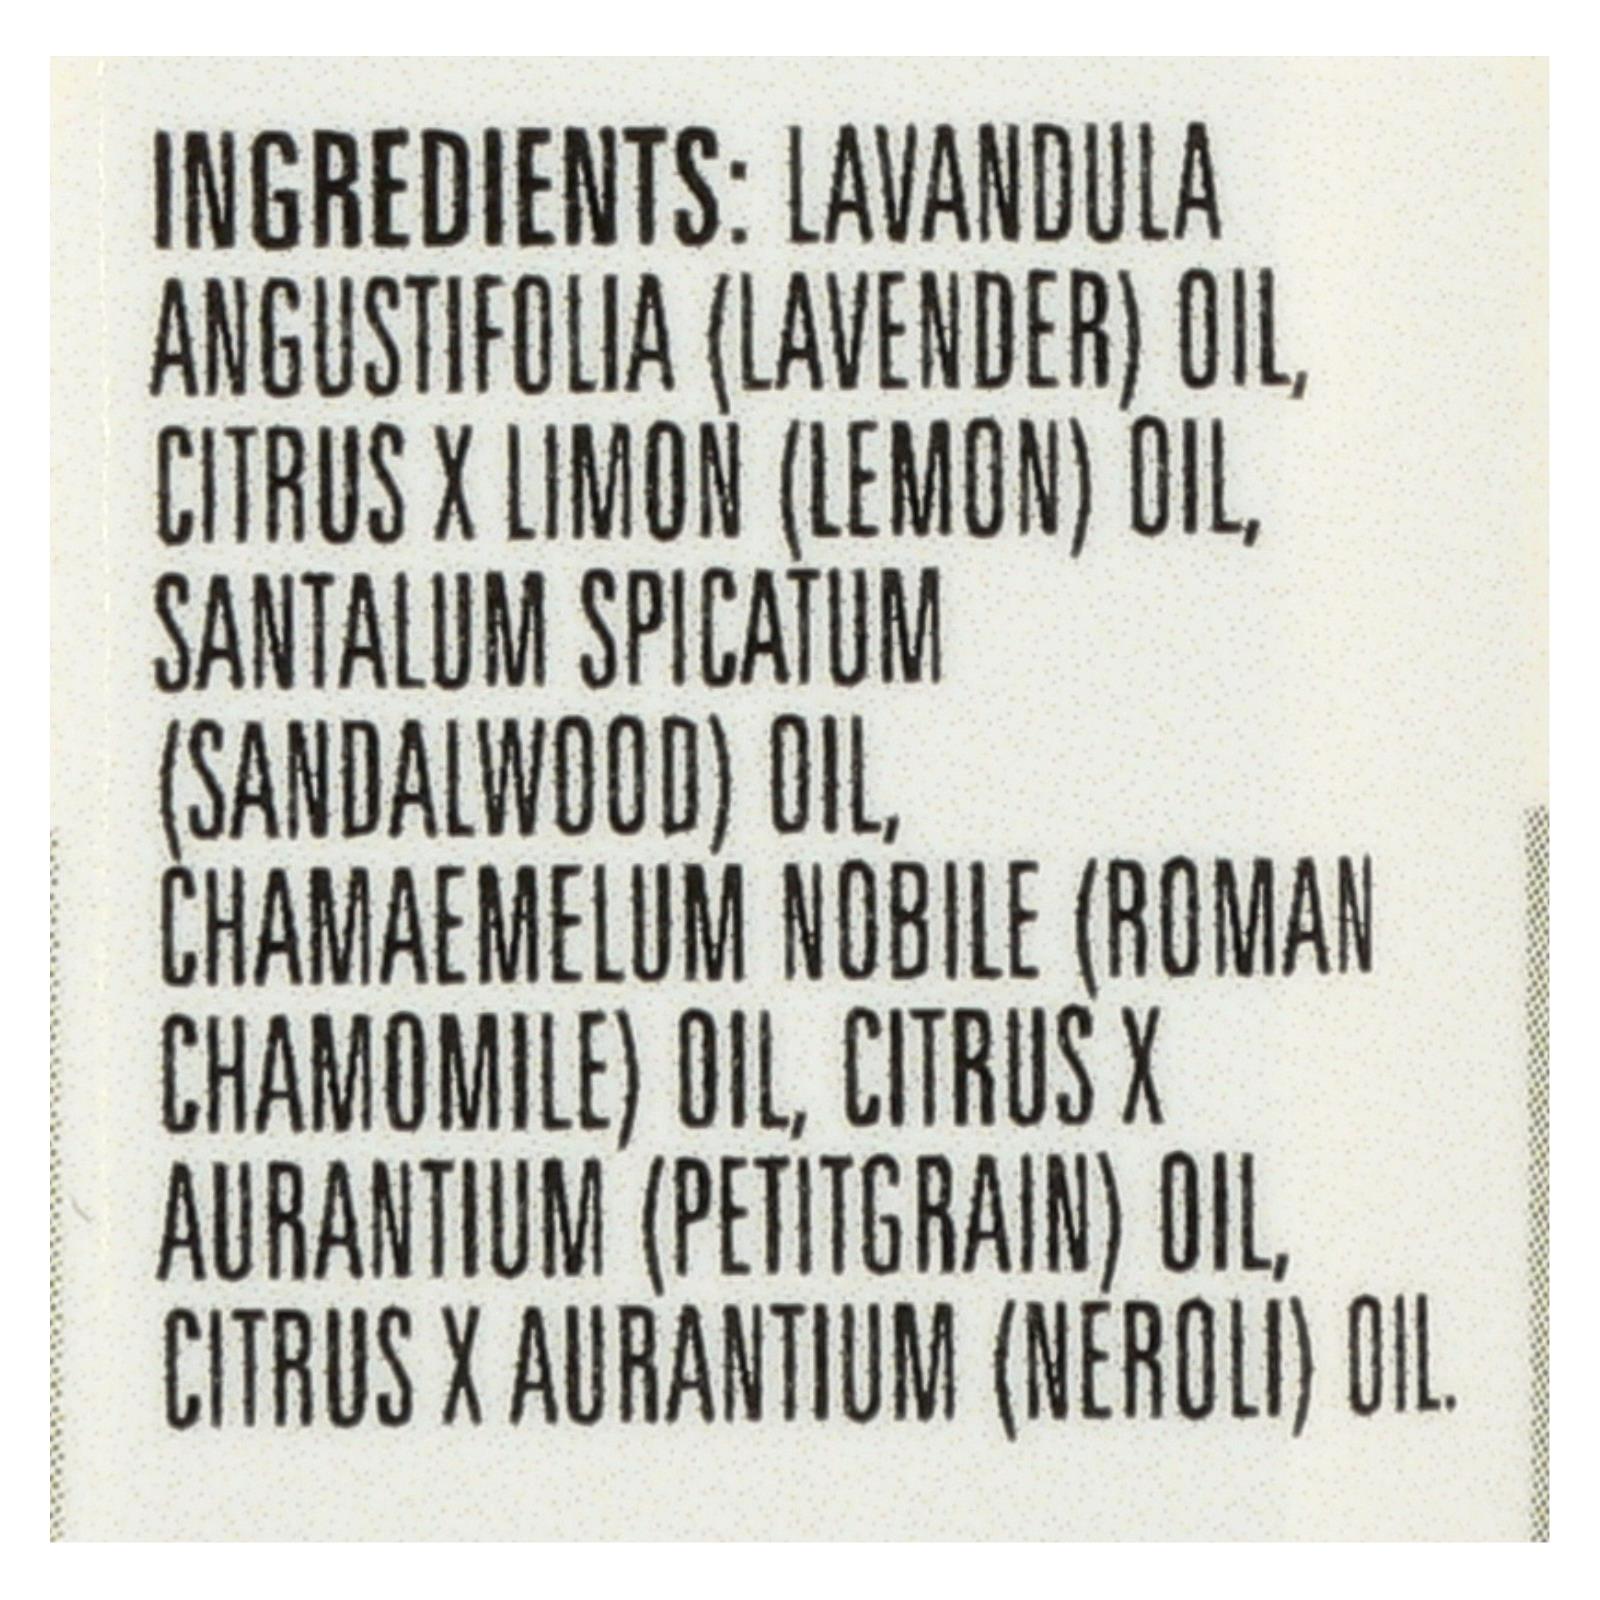 INGREDIENTS: LAVANDULA
ANGUSTIFOLIA (LAVENDER) OIL,
CITRUS X LIMON (LEMON) OIL,
SANTALUM SPICATUM
(SANDALWOOD) OIL,
CHAMAEMELUM NOBILE (ROMAN
CHAMOMILE) OIL, CITRUS X
AURANTIUM (PETITGRAIN) OIL,
CITRUS X AURANTIUM (NEROLI) OIL.